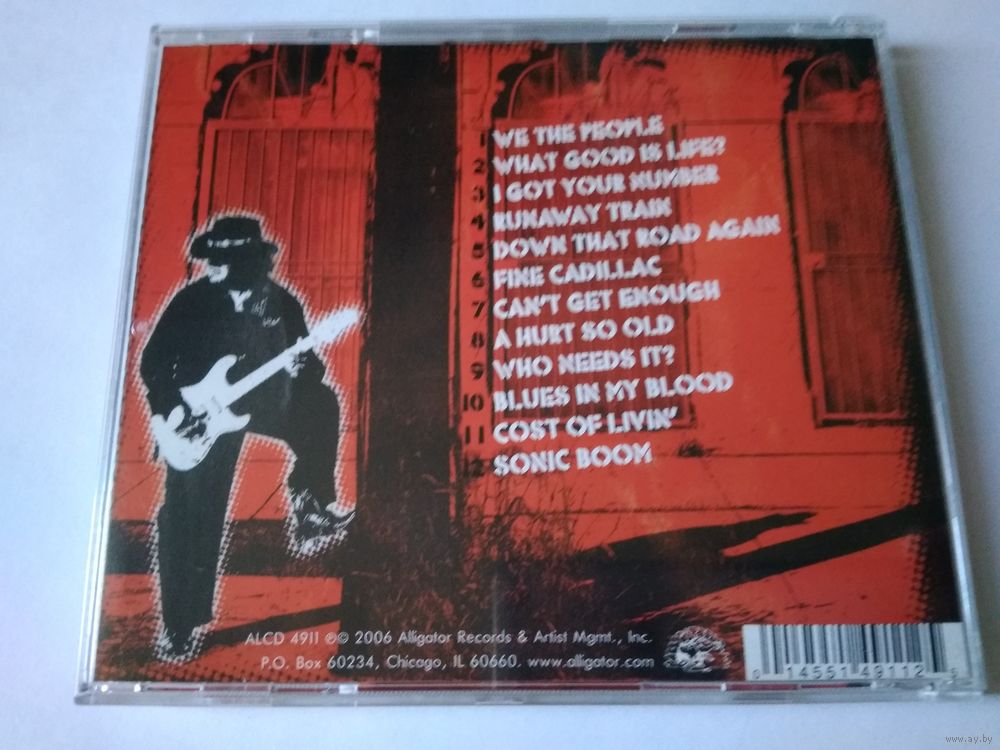 1 WE THE PEOPLE
2 WHAT GOOD IS LIFE?
3 I GOT YOUR NUMBER
4 RUNAWAY TRAIN
5 DOWN THAT ROAD AGAIN
6 FINE CADILLAC
7 CAN'T GET ENOUGH
8 A HURT SO OLD
9 WHO NEEDS IT?
10 BLUES IN MY BLOOD
11 COST OF LIVIN'
12 SONIC BOOM
ALCD 4911 ℗© 2006 Alligator Records & Artist Mgmt., Inc.
P.O. Box 60234, Chicago, IL 60660. www.alligator.com
0 14551 49112 5
www.ay.by